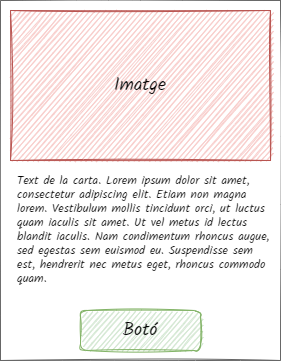 Imatge
Text de la carta. Lorem ipsum dolor sit amet,
consectetur adipiscing elit. Etiam non magna
lorem. Vestibulum mollis tincidunt orci, ut luctus
quam iaculis sit amet. Ut vel metus id lectus
blandit iaculis. Nam condimentum rhoncus augue,
sed egestas sem euismod eu. Suspendisse sem
est, hendrerit nec metus eget, rhoncus commodo
quam.
Botó